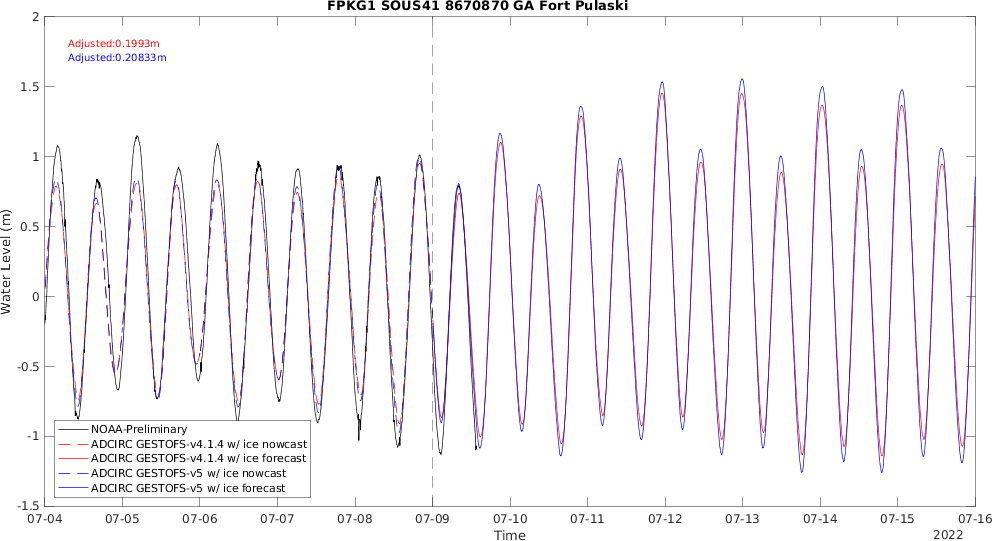 FPKG1 SOUS41 8670870 GA Fort Pulaski
Adjusted:0.1993m
Adjusted:0.20833m
Water Level (m)
2
1.5
1
0.5
0
-0.5
-1
-1.5
NOAA-Preliminary
ADCIRC GESTOFS-v4.1.4 w/ ice nowcast
ADCIRC GESTOFS-v4.1.4 w/ ice forecast
ADCIRC GESTOFS-v5 w/ ice nowcast
ADCIRC GESTOFS-v5 w/ ice forecast
07-04 07-05 07-06 07-07 07-08 07-09 07-10 07-11 07-12 07-13 07-14 07-15 07-16
Time
2022